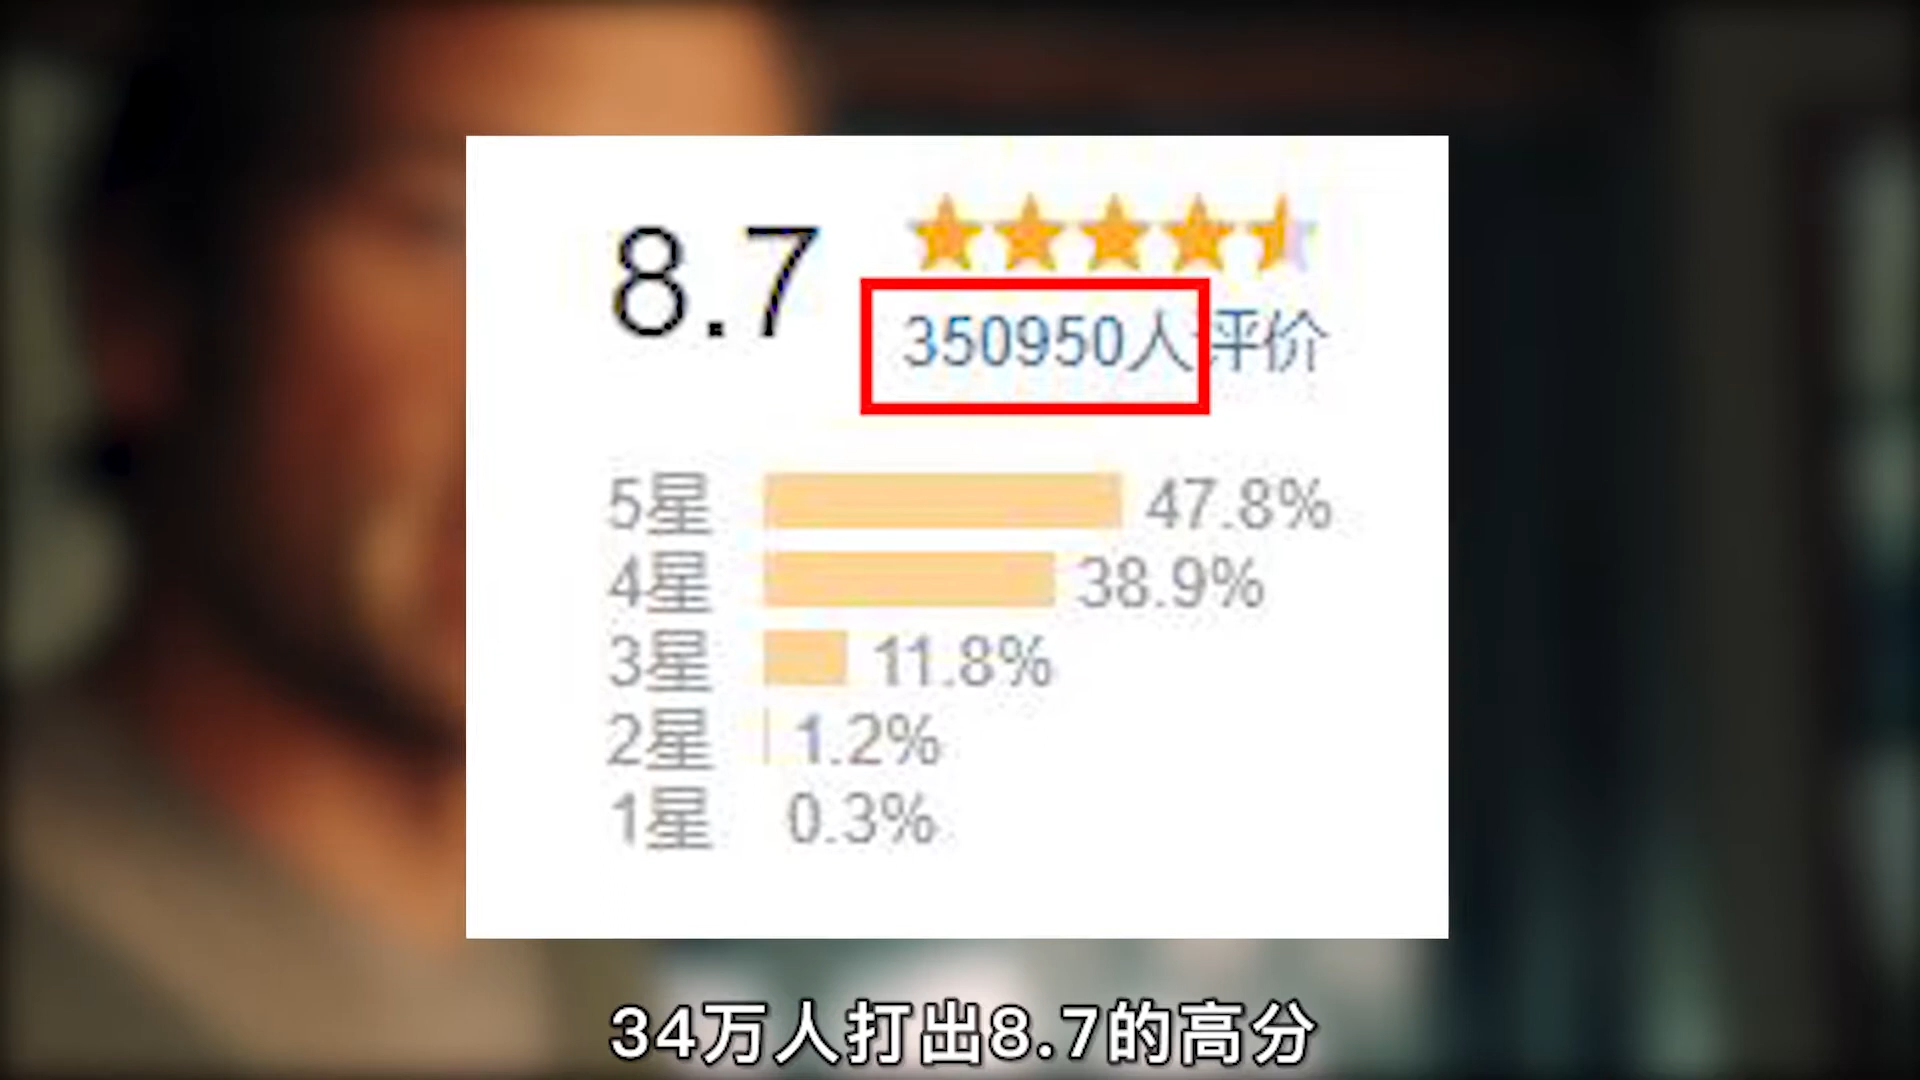 8.7
350950人评价
5星 47.8%
4星 38.9%
3星 11.8%
2星 1.2%
1星 0.3%
34万人打出8.7的高分